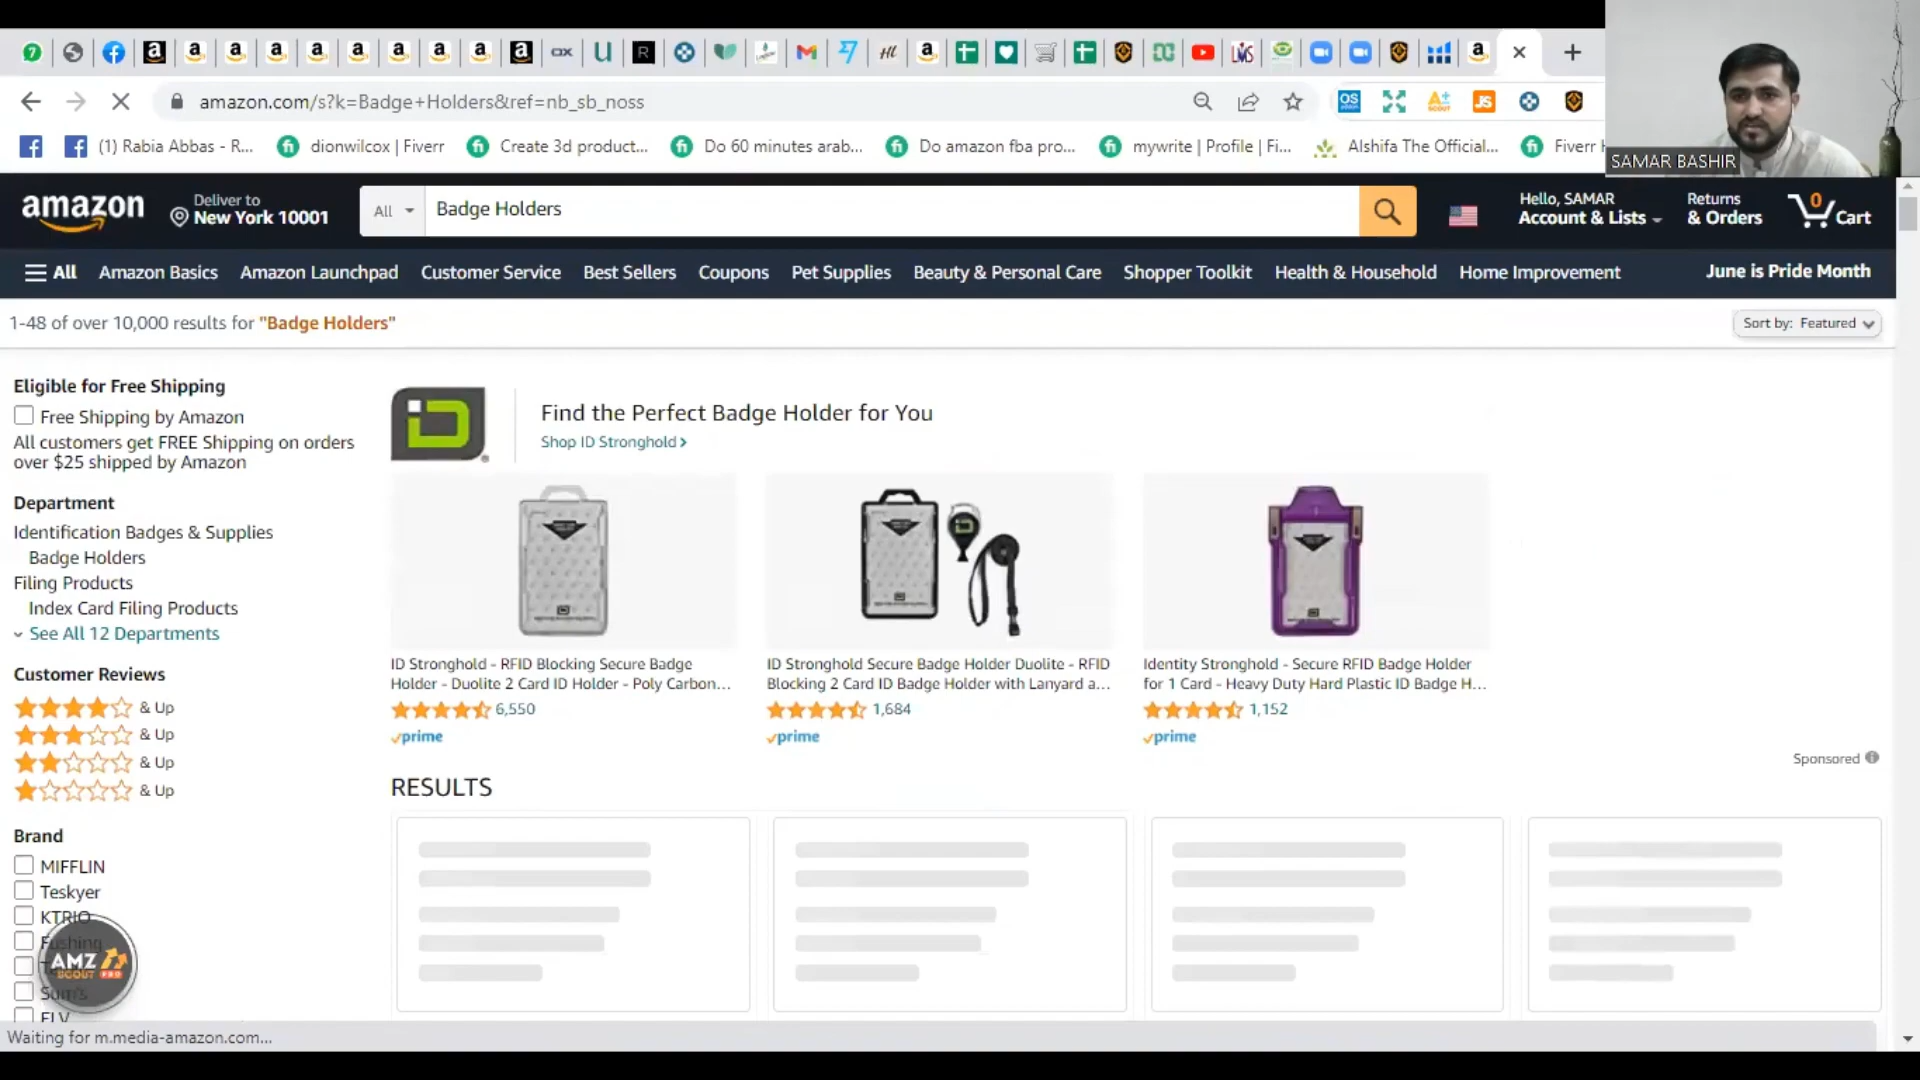 amazon.com/s?k=Badge+Holders&ref=nb_sb_noss
(1) Rabia Abbas - R...
dionwilcox | Fiverr
Create 3d product...
Do 60 minutes arab...
Do amazon fba pro...
mywrite | Profile | Fi...
Alshifa The Official...
Fiverr
SAMAR BASHIR
amazon
Deliver to
New York 10001
All
Badge Holders
Hello, SAMAR
Account & Lists
Returns
& Orders
0
Cart
All
Amazon Basics
Amazon Launchpad
Customer Service
Best Sellers
Coupons
Pet Supplies
Beauty & Personal Care
Shopper Toolkit
Health & Household
Home Improvement
June is Pride Month
1-48 of over 10,000 results for "Badge Holders"
Sort by: Featured
Eligible for Free Shipping
Free Shipping by Amazon
All customers get FREE Shipping on orders
over $25 shipped by Amazon
Department
Identification Badges & Supplies
Badge Holders
Filing Products
Index Card Filing Products
See All 12 Departments
Customer Reviews
& Up
& Up
& Up
& Up
Brand
MIFFLIN
Teskyer
KTRIO
Fushing
AMZ
SCOUT PRO
iD
Find the Perfect Badge Holder for You
Shop ID Stronghold
ID Stronghold - RFID Blocking Secure Badge
Holder - Duolite 2 Card ID Holder - Poly Carbon...
6,550
prime
ID Stronghold Secure Badge Holder Duolite - RFID
Blocking 2 Card ID Badge Holder with Lanyard a...
1,684
prime
Identity Stronghold - Secure RFID Badge Holder
for 1 Card - Heavy Duty Hard Plastic ID Badge H...
1,152
prime
Sponsored
RESULTS
Waiting for m.media-amazon.com...